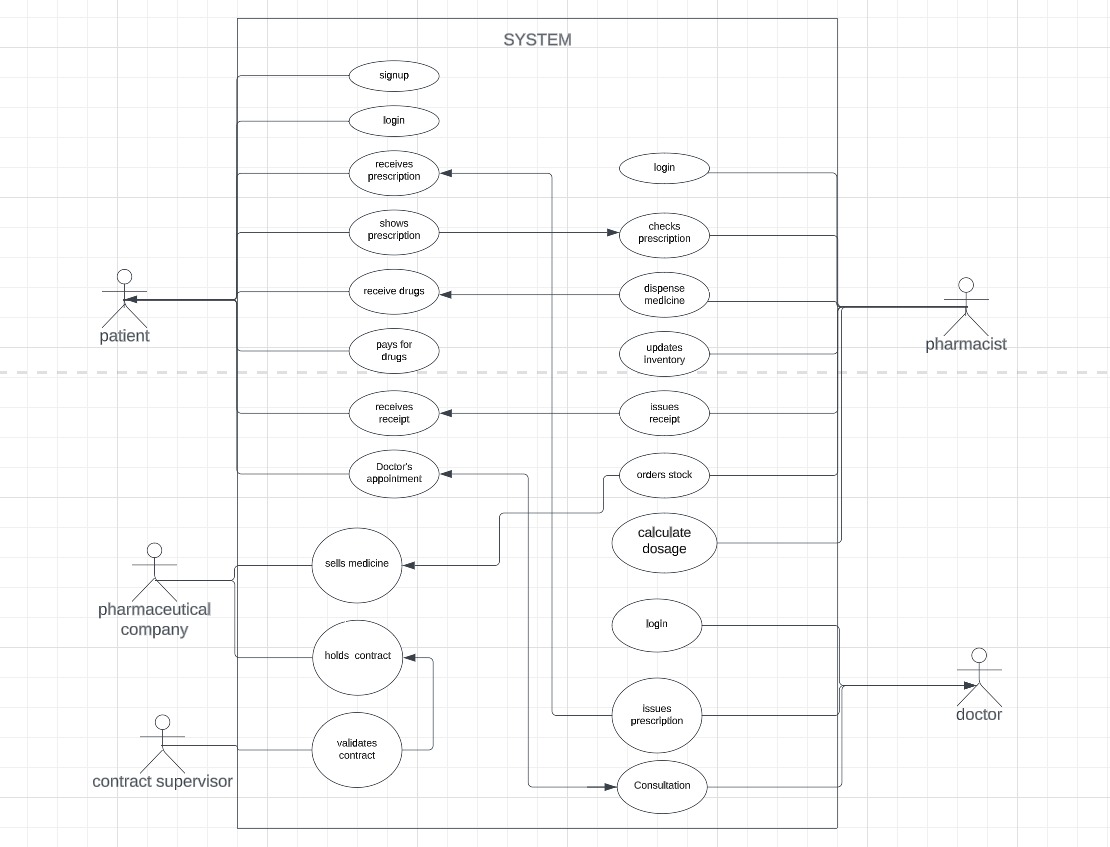 SYSTEM
signup
login
receives
prescription
login
shows
prescription
checks
prescription
receive drugs
dispense
medicine
patient
pharmacist
pays for
drugs
updates
Inventory
receives
receipt
issues
receipt
Doctor's
appointment
orders stock
calculate
dosage
sells medicine
pharmaceutical
company
login
holds contract
issues
prescription
doctor
validates
contract
contract supervisor
Consultation